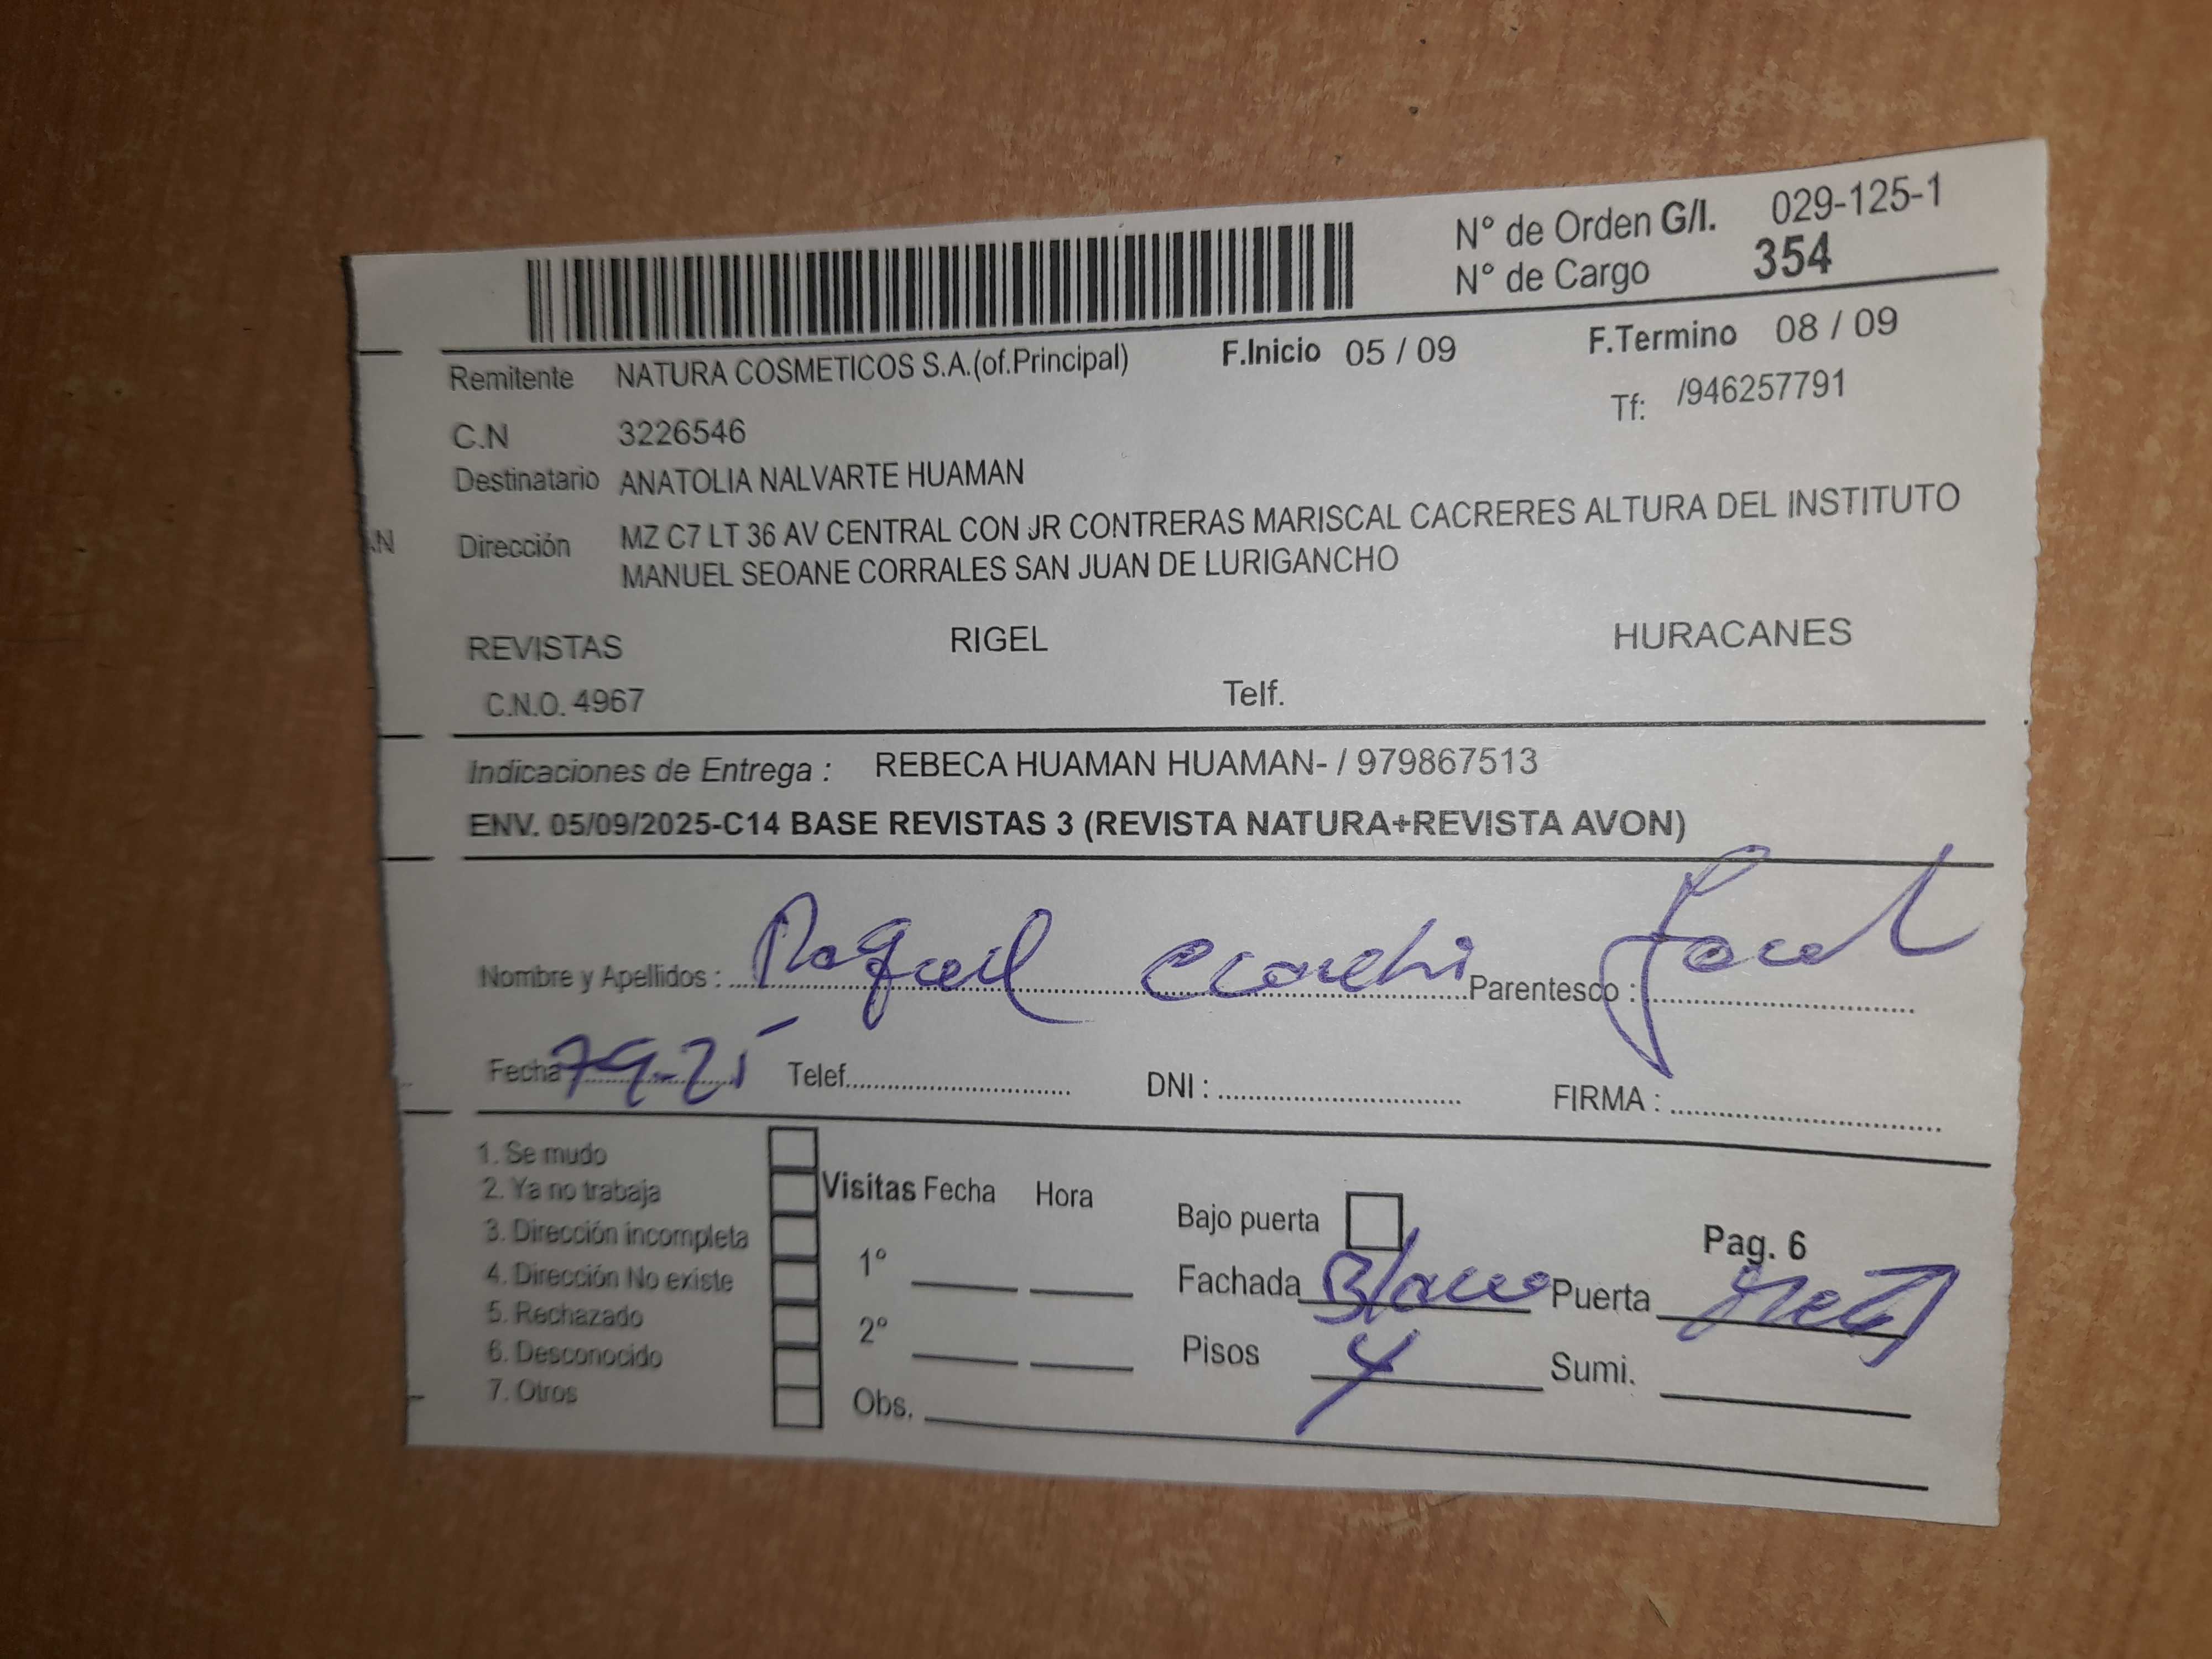 N° de Orden G/I. 029-125-1
N° de Cargo 354
Remitente NATURA COSMETICOS S.A.(of.Principal) F.Inicio 05 / 09 F.Termino 08 / 09
C.N 3226546 Tf: /946257791
Destinatario ANATOLIA NALVARTE HUAMAN
AN
Dirección MZ C7 LT 36 AV CENTRAL CON JR CONTRERAS MARISCAL CACRERES ALTURA DEL INSTITUTO
MANUEL SEOANE CORRALES SAN JUAN DE LURIGANCHO
REVISTAS RIGEL HURACANES
C.N.O. 4967 Telf.
Indicaciones de Entrega : REBECA HUAMAN HUAMAN- / 979867513
ENV. 05/09/2025-C14 BASE REVISTAS 3 (REVISTA NATURA+REVISTA AVON)
Nombre y Apellidos : Raquel Parentesco :
Fecha 79-25 Telef. DNI : FIRMA :
1. Se mudo
2. Ya no trabaja Visitas Fecha Hora
3. Dirección incompleta Bajo puerta Pag. 6
4. Dirección No existe 1° Fachada Blanco Puerta
5. Rechazado
6. Desconocido 2° Pisos 4 Sumi.
7. Otros Obs.